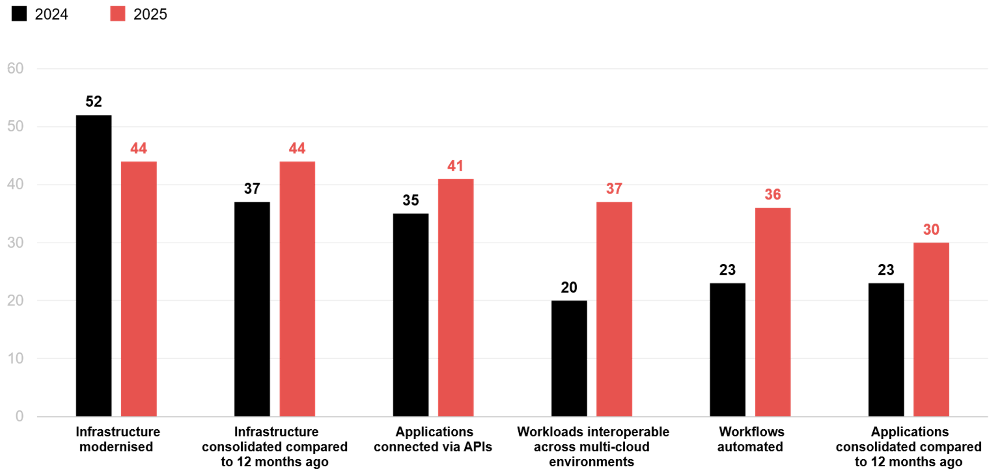 2024 2025
60
50
40
30
20
10
0
52 44
37 44
35 41
20 37
23 36
23 30
Infrastructure
modernised
Infrastructure
consolidated compared
to 12 months ago
Applications
connected via APIs
Workloads interoperable
across multi-cloud
environments
Workflows
automated
Applications
consolidated compared
to 12 months ago